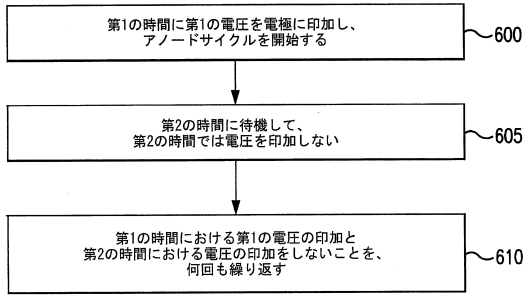 第1の時間に第1の電圧を電極に印加し、
アノードサイクルを開始する
600
第2の時間に待機して、
第2の時間では電圧を印加しない
605
第1の時間における第1の電圧の印加と
第2の時間における電圧の印加をしないことを、
何回も繰り返す
610